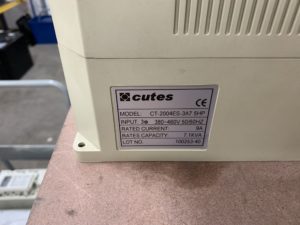 cutes
CE
MODEL: CT-2004ES-3A7 5HP
INPUT: 3Φ 380~460V 50/60HZ
RATED CURRENT: 9A
RATES CAPACITY: 7.1KVA
LOT NO. 100253-40